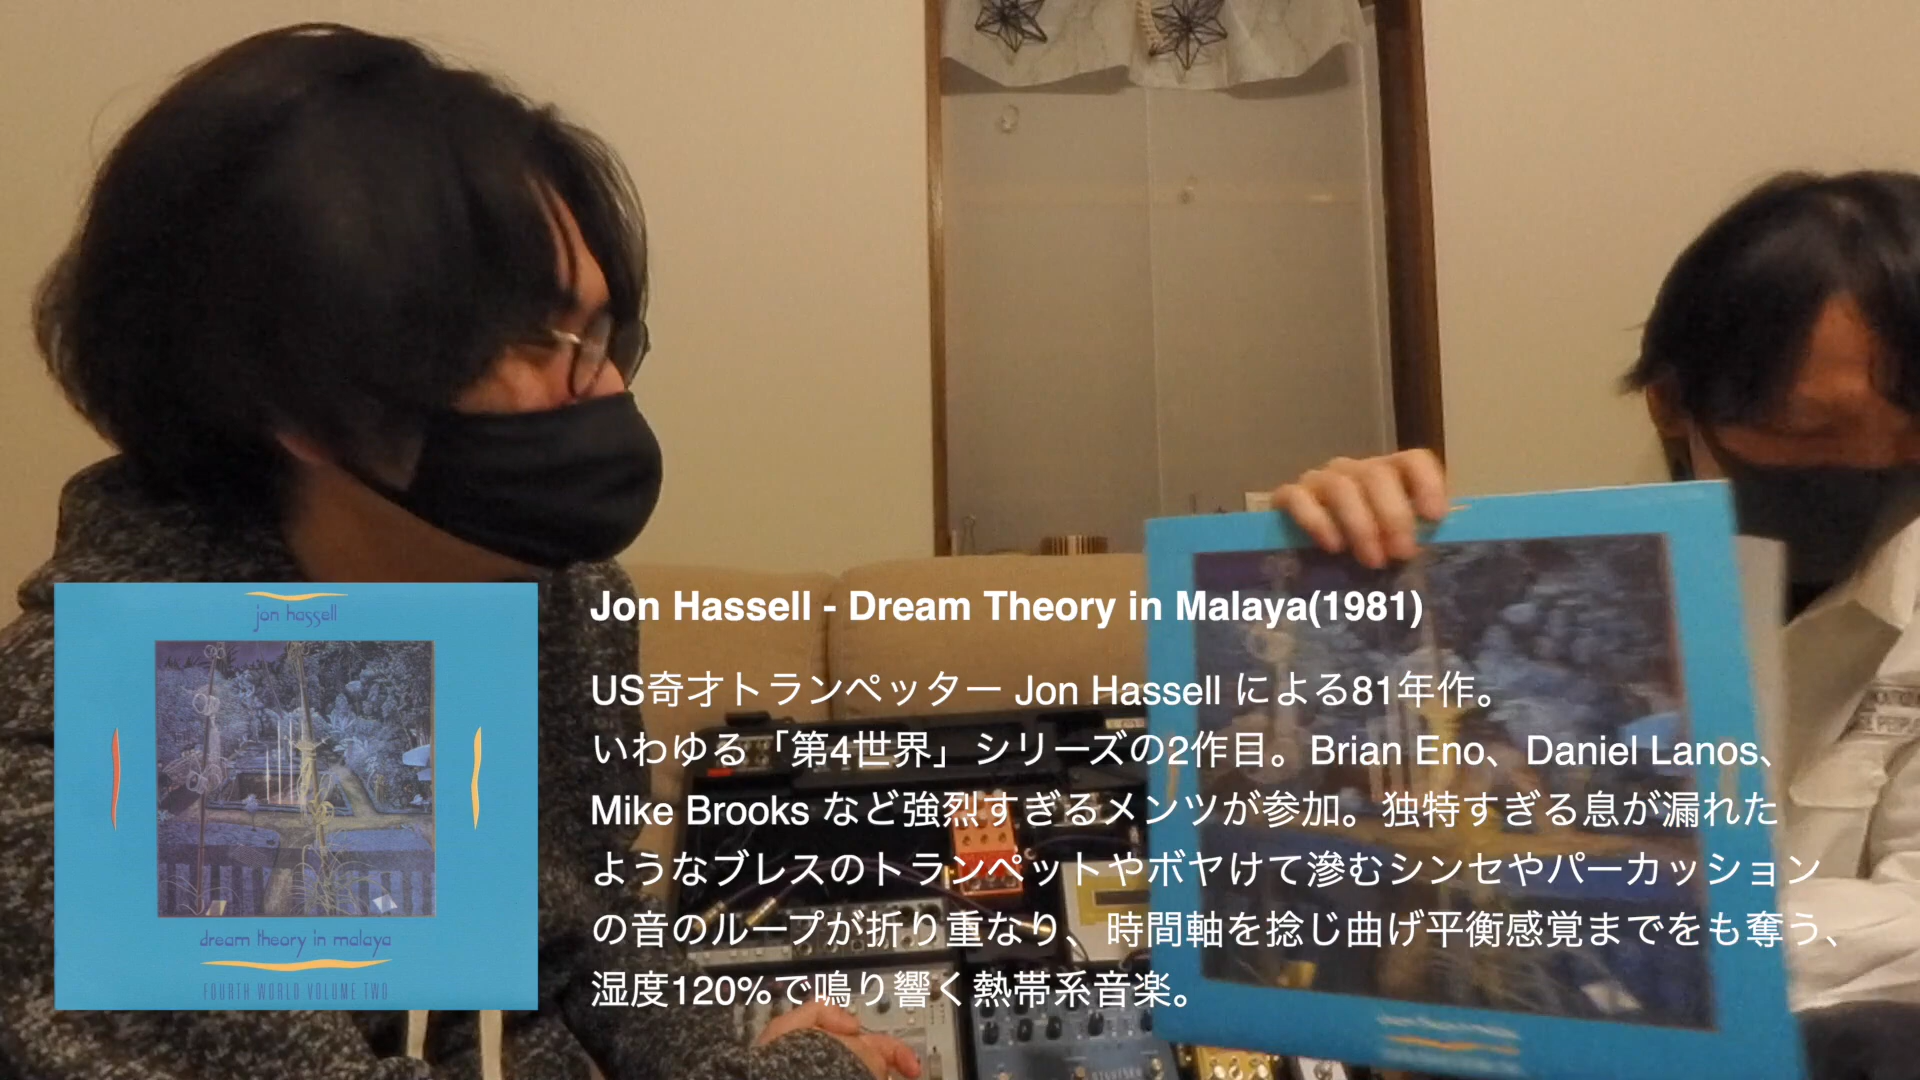 jon hassell
dream theory in malaya
FOURTH WORLD VOLUME TWO
Jon Hassell - Dream Theory in Malaya(1981)
US奇才トランペッター Jon Hassell による81年作。
いわゆる「第4世界」シリーズの2作目。Brian Eno、Daniel Lanos、
Mike Brooks など強烈すぎるメンツが参加。独特すぎる息が漏れた
ようなブレスのトランペットやボヤけて滲むシンセやパーカッション
の音のループが折り重なり、時間軸を捻じ曲げ平衡感覚までをも奪う、
湿度120%で鳴り響く熱帯系音楽。